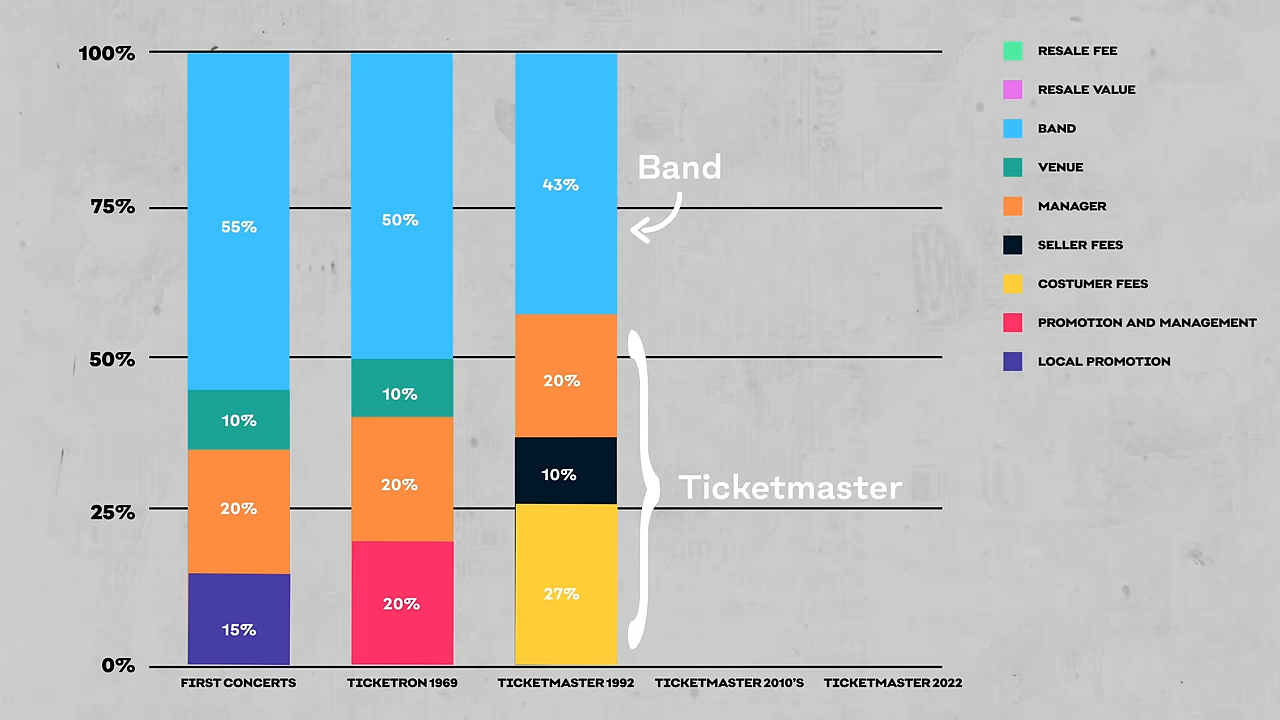 100%
75%
50%
25%
0%
55%
10%
20%
15%
50%
10%
20%
20%
43%
20%
10%
27%
Band
Ticketmaster
FIRST CONCERTS
TICKETRON 1969
TICKETMASTER 1992
TICKETMASTER 2010'S
TICKETMASTER 2022
RESALE FEE
RESALE VALUE
BAND
VENUE
MANAGER
SELLER FEES
COSTUMER FEES
PROMOTION AND MANAGEMENT
LOCAL PROMOTION